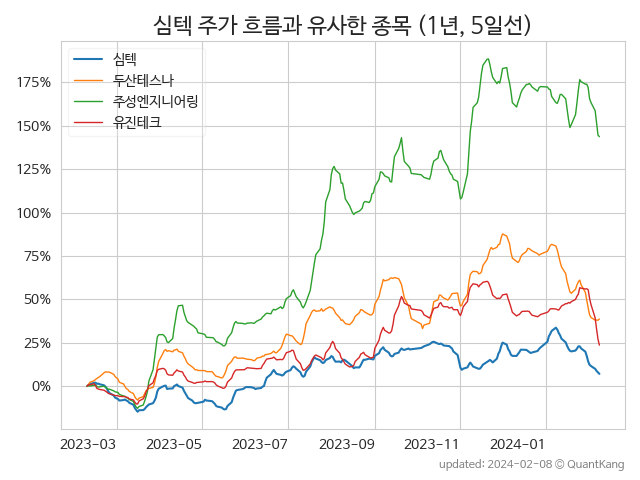 심텍 주가 흐름과 유사한 종목 (1년, 5일선)
심텍
두산테스나
주성엔지니어링
유진테크
175%
150%
125%
100%
75%
50%
25%
0%
2023-03 2023-05 2023-07 2023-09 2023-11 2024-01
updated: 2024-02-08 © QuantKang